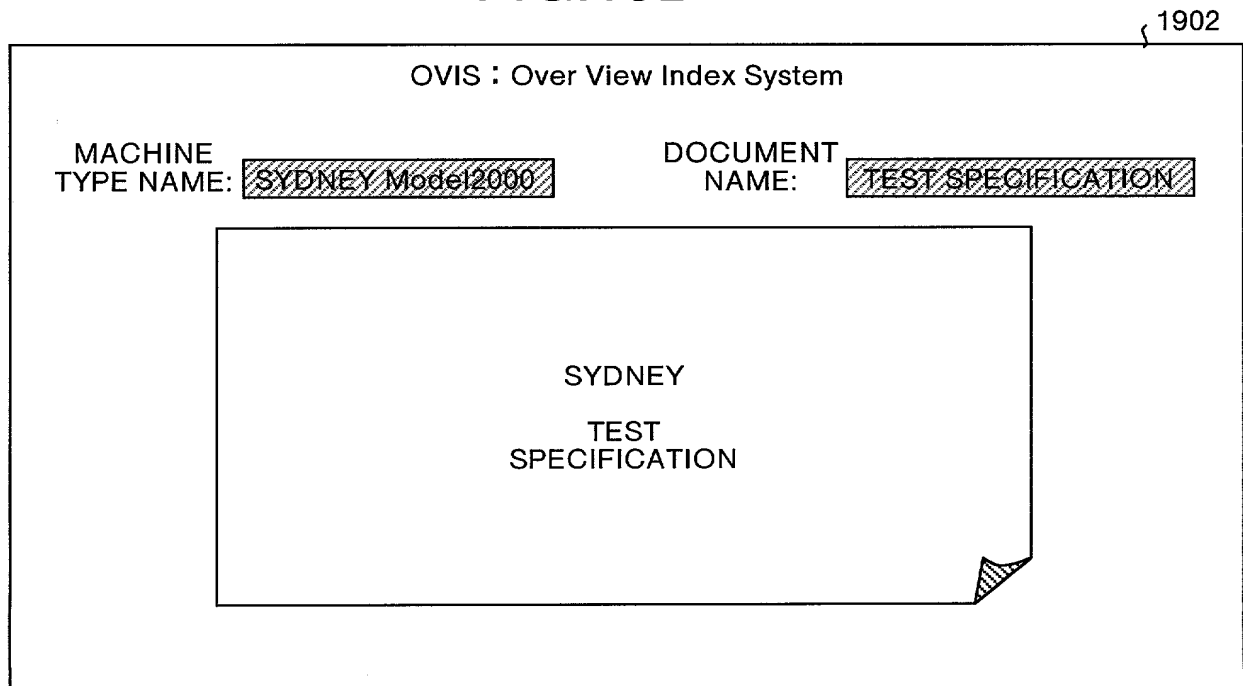 1902
OVIS : Over View Index System
MACHINE
TYPE NAME: SYDNEY Model2000
DOCUMENT
NAME: TEST SPECIFICATION
SYDNEY
TEST
SPECIFICATION